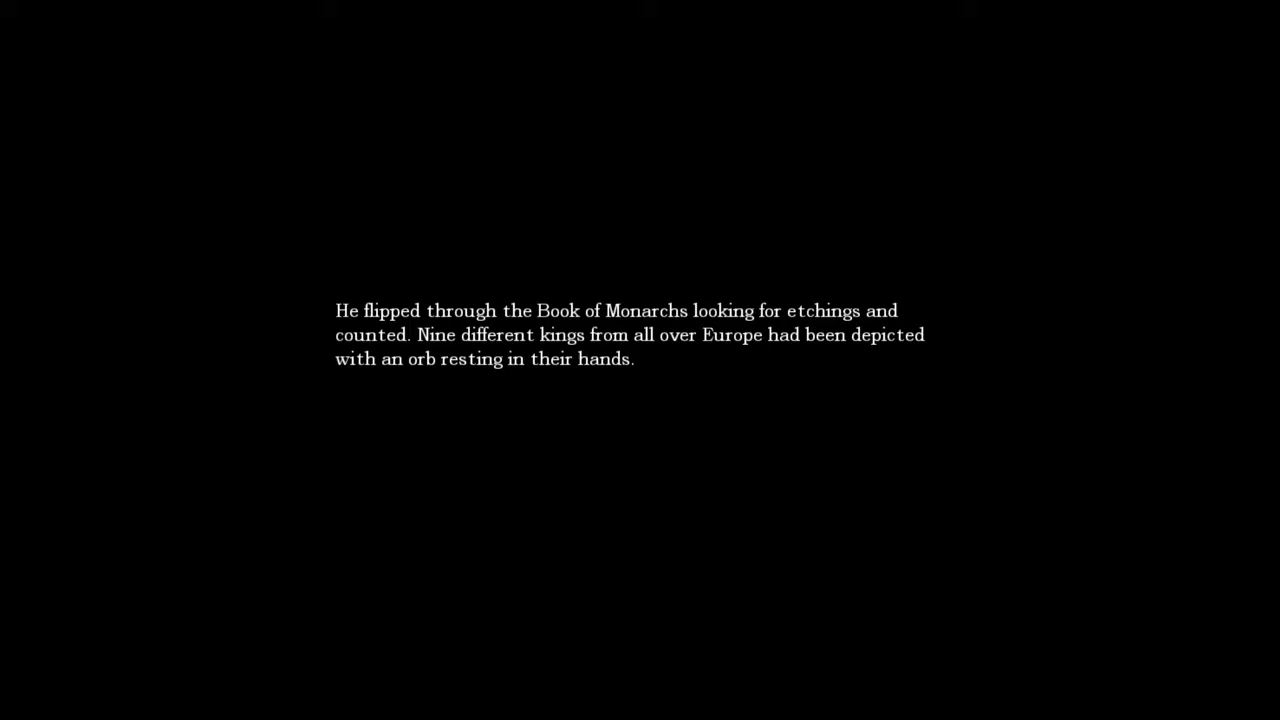 He flipped through the Book of Monarchs looking for etchings and
counted. Nine different kings from all over Europe had been depicted
with an orb resting in their hands.